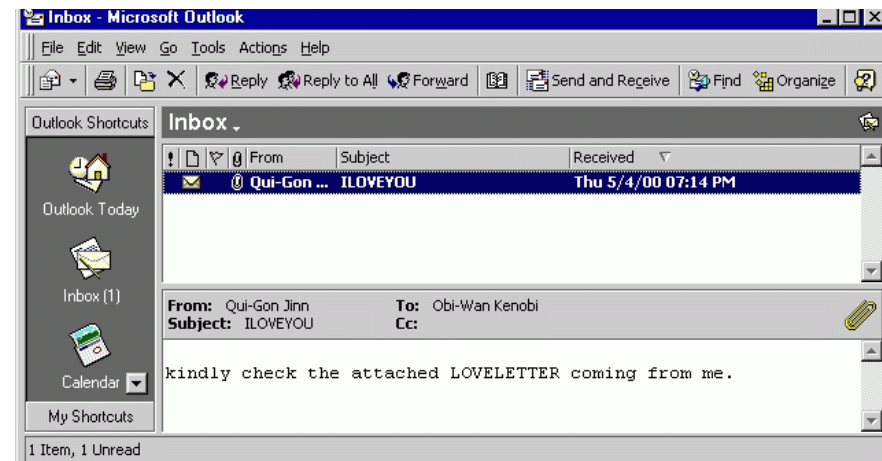 Inbox - Microsoft Outlook
File Edit View Go Tools Actions Help
Reply Reply to All Forward Send and Receive Find Organize
Outlook Shortcuts
Inbox
! From Subject Received
Qui-Gon ... ILOVEYOU Thu 5/4/00 07:14 PM
Outlook Today
Inbox (1)
From: Qui-Gon Jinn To: Obi-Wan Kenobi
Subject: ILOVEYOU Cc:
kindly check the attached LOVELETTER coming from me.
Calendar
My Shortcuts
1 Item, 1 Unread